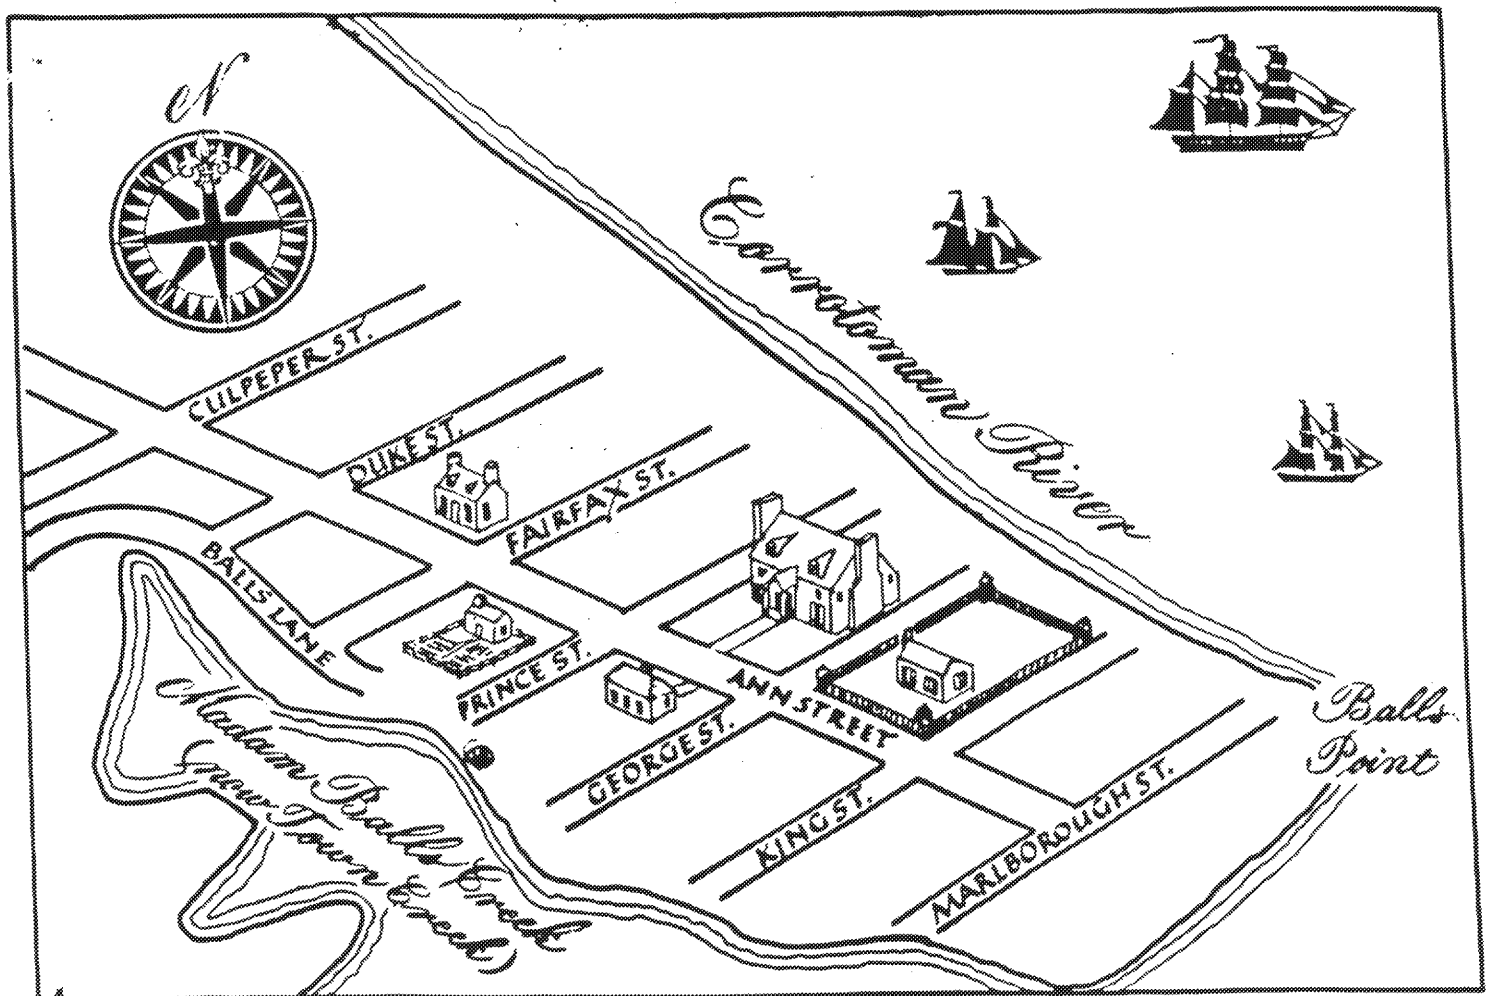 N
Corrotoman River
CULPEPER ST.
DUKE ST.
FAIRFAX ST.
BALLS LANE
PRINCE ST.
ANN STREET
GEORGE ST.
KING ST.
MARLBOROUGH ST.
Balls
Point
Madam Balls Creek
(now Town Creek)